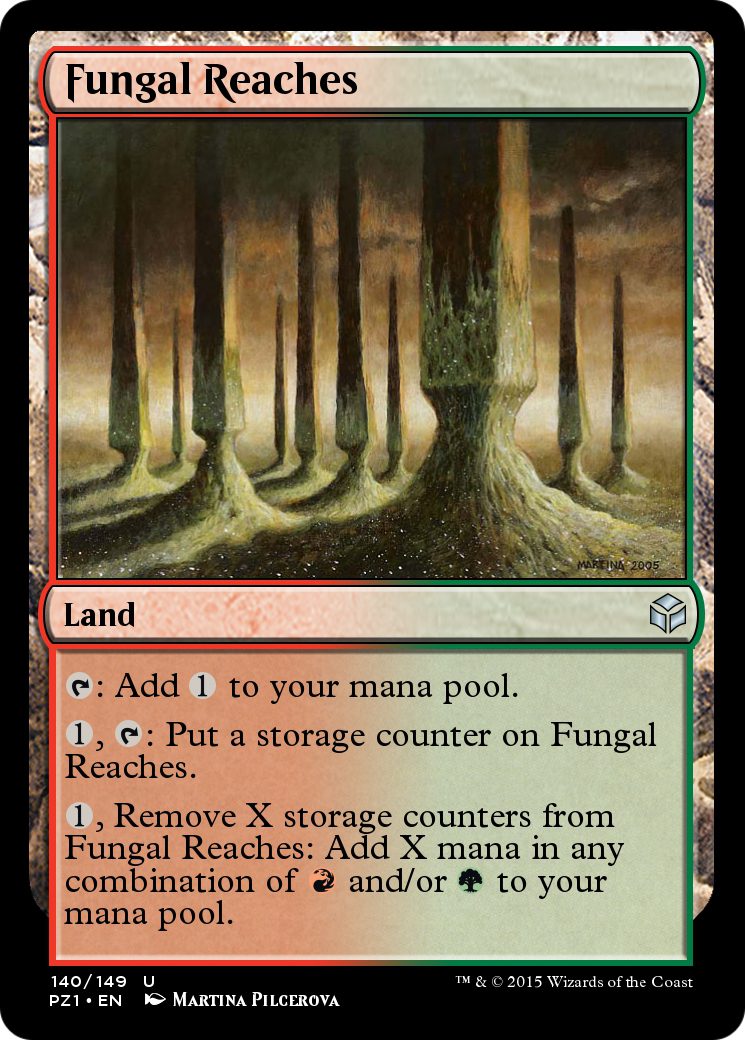 Fungal Reaches
MARTINA 2005
Land
: Add 1 to your mana pool.
1, : Put a storage counter on Fungal
Reaches.
1, Remove X storage counters from
Fungal Reaches: Add X mana in any
combination of and/or to your
mana pool.
140/149 U
™ & © 2015 Wizards of the Coast
PZ1 • EN Martina Pilcerova